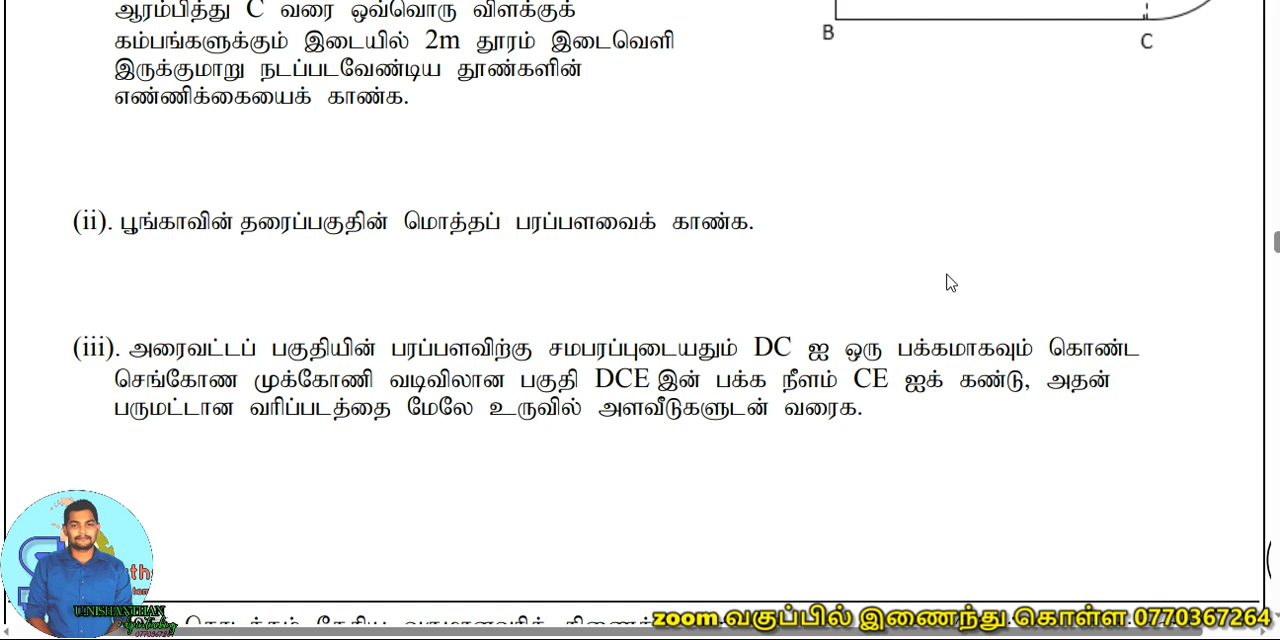 ஆரம்பித்து C வரை ஒவ்வொரு விளக்குக்
கம்பங்களுக்கும் இடையில் 2m தூரம் இடைவெளி
இருக்குமாறு நடப்படவேண்டிய தூண்களின்
எண்ணிக்கையைக் காண்க.
B
C
(ii). பூங்காவின் தரைப்பகுதின் மொத்தப் பரப்பளவைக் காண்க.
(iii). அரைவட்டப் பகுதியின் பரப்பளவிற்கு சமபரப்புடையதும் DC ஐ ஒரு பக்கமாகவும் கொண்ட
செங்கோண முக்கோணி வடிவிலான பகுதி DCE இன் பக்க நீளம் CE ஐக் கண்டு, அதன்
பருமட்டான வரிப்படத்தை மேலே உருவில் அளவீடுகளுடன் வரைக.
U.NISHANTHAN
0770367264
zoom வகுப்பில் இணைந்து கொள்ள 0770367264